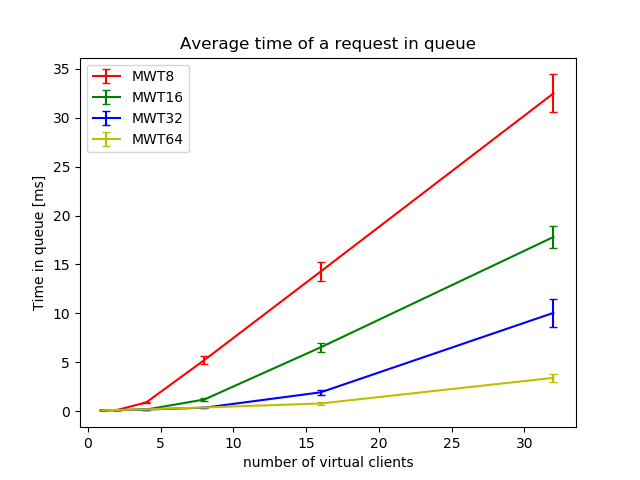 Average time of a request in queue
MWT8
MWT16
MWT32
MWT64
Time in queue [ms]
35
30
25
20
15
10
5
0
0 5 10 15 20 25 30
number of virtual clients